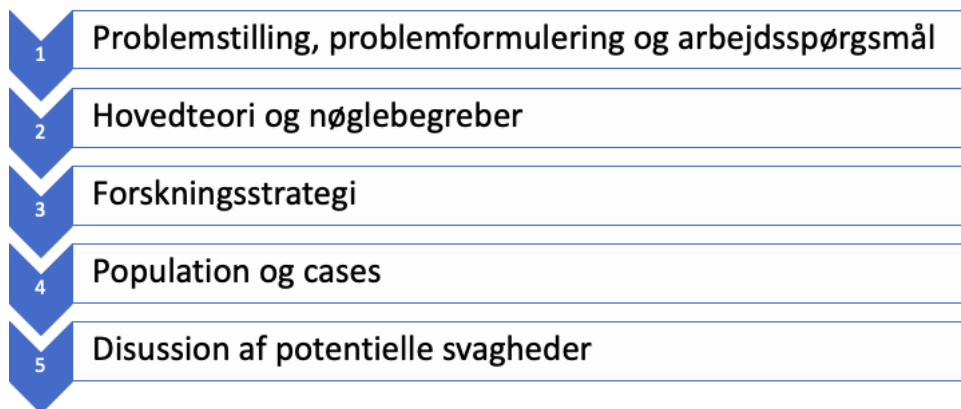 1 Problemstilling, problemformulering og arbejdsspørgsmål
2 Hovedteori og nøglebegreber
3 Forskningsstrategi
4 Population og cases
5 Disussion af potentielle svagheder